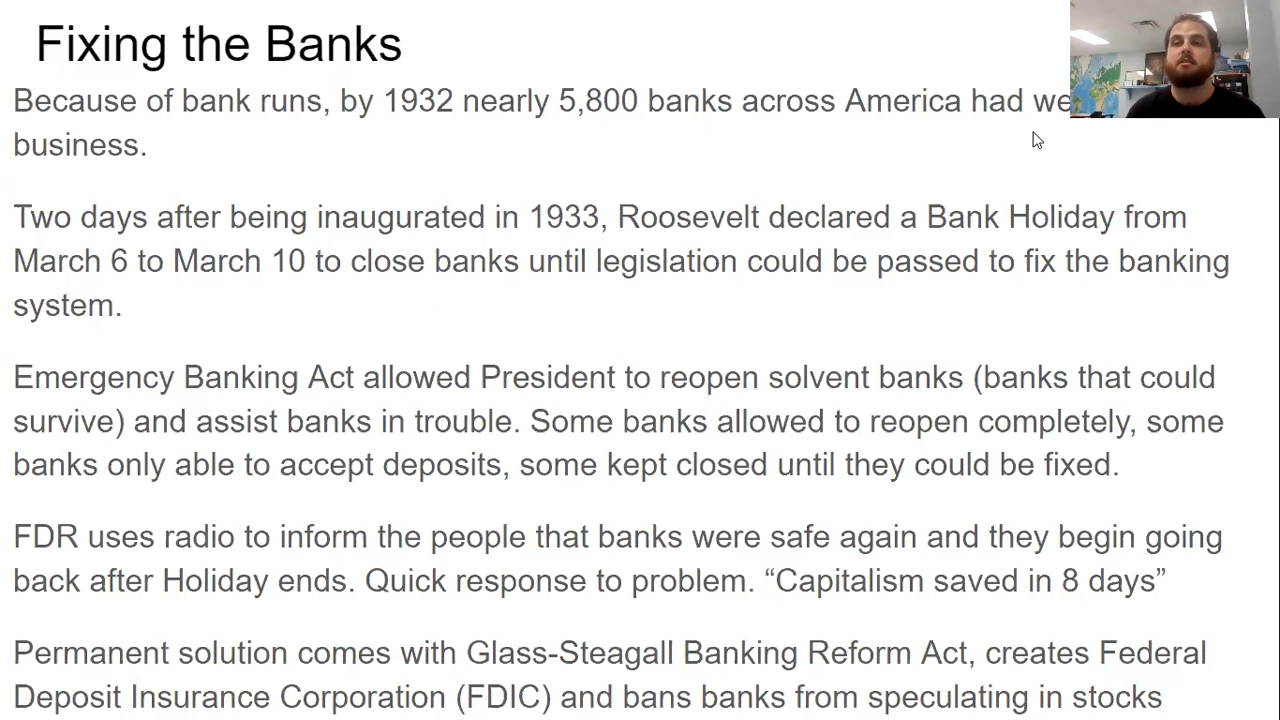 Fixing the Banks
Because of bank runs, by 1932 nearly 5,800 banks across America had
business.
Two days after being inaugurated in 1933, Roosevelt declared a Bank Holiday from
March 6 to March 10 to close banks until legislation could be passed to fix the banking
system.
Emergency Banking Act allowed President to reopen solvent banks (banks that could
survive) and assist banks in trouble. Some banks allowed to reopen completely, some
banks only able to accept deposits, some kept closed until they could be fixed.
FDR uses radio to inform the people that banks were safe again and they begin going
back after Holiday ends. Quick response to problem. “Capitalism saved in 8 days”
Permanent solution comes with Glass-Steagall Banking Reform Act, creates Federal
Deposit Insurance Corporation (FDIC) and bans banks from speculating in stocks